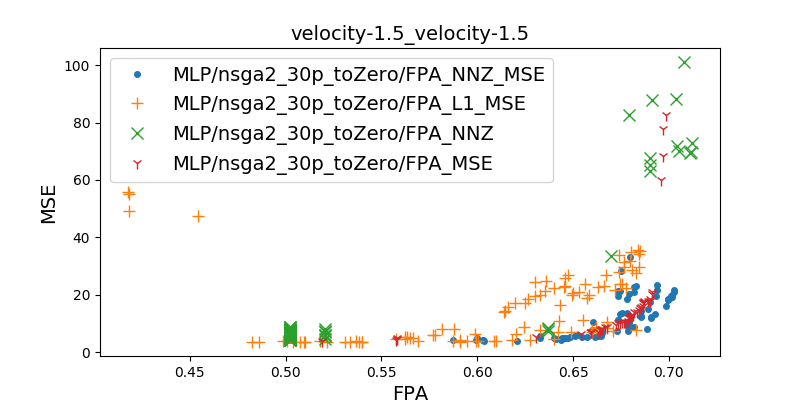 velocity-1.5_velocity-1.5
MLP/nsga2_30p_toZero/FPA_NNZ_MSE
MLP/nsga2_30p_toZero/FPA_L1_MSE
MLP/nsga2_30p_toZero/FPA_NNZ
MLP/nsga2_30p_toZero/FPA_MSE
100
80
60
40
20
0
MSE
0.45 0.50 0.55 0.60 0.65 0.70
FPA